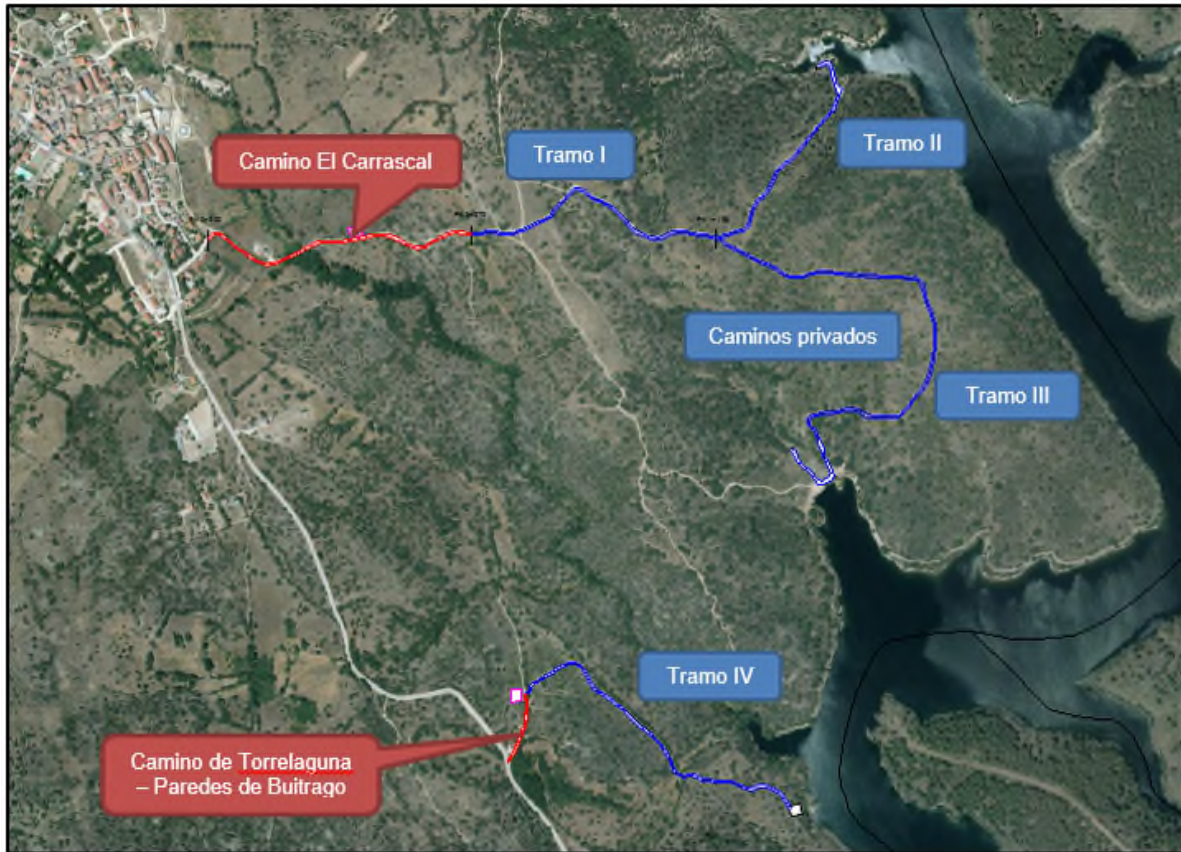 Camino El Carrascal
Tramo I
Tramo II
Caminos privados
Tramo III
Tramo IV
Camino de Torrelaguna
– Paredes de Buitrago